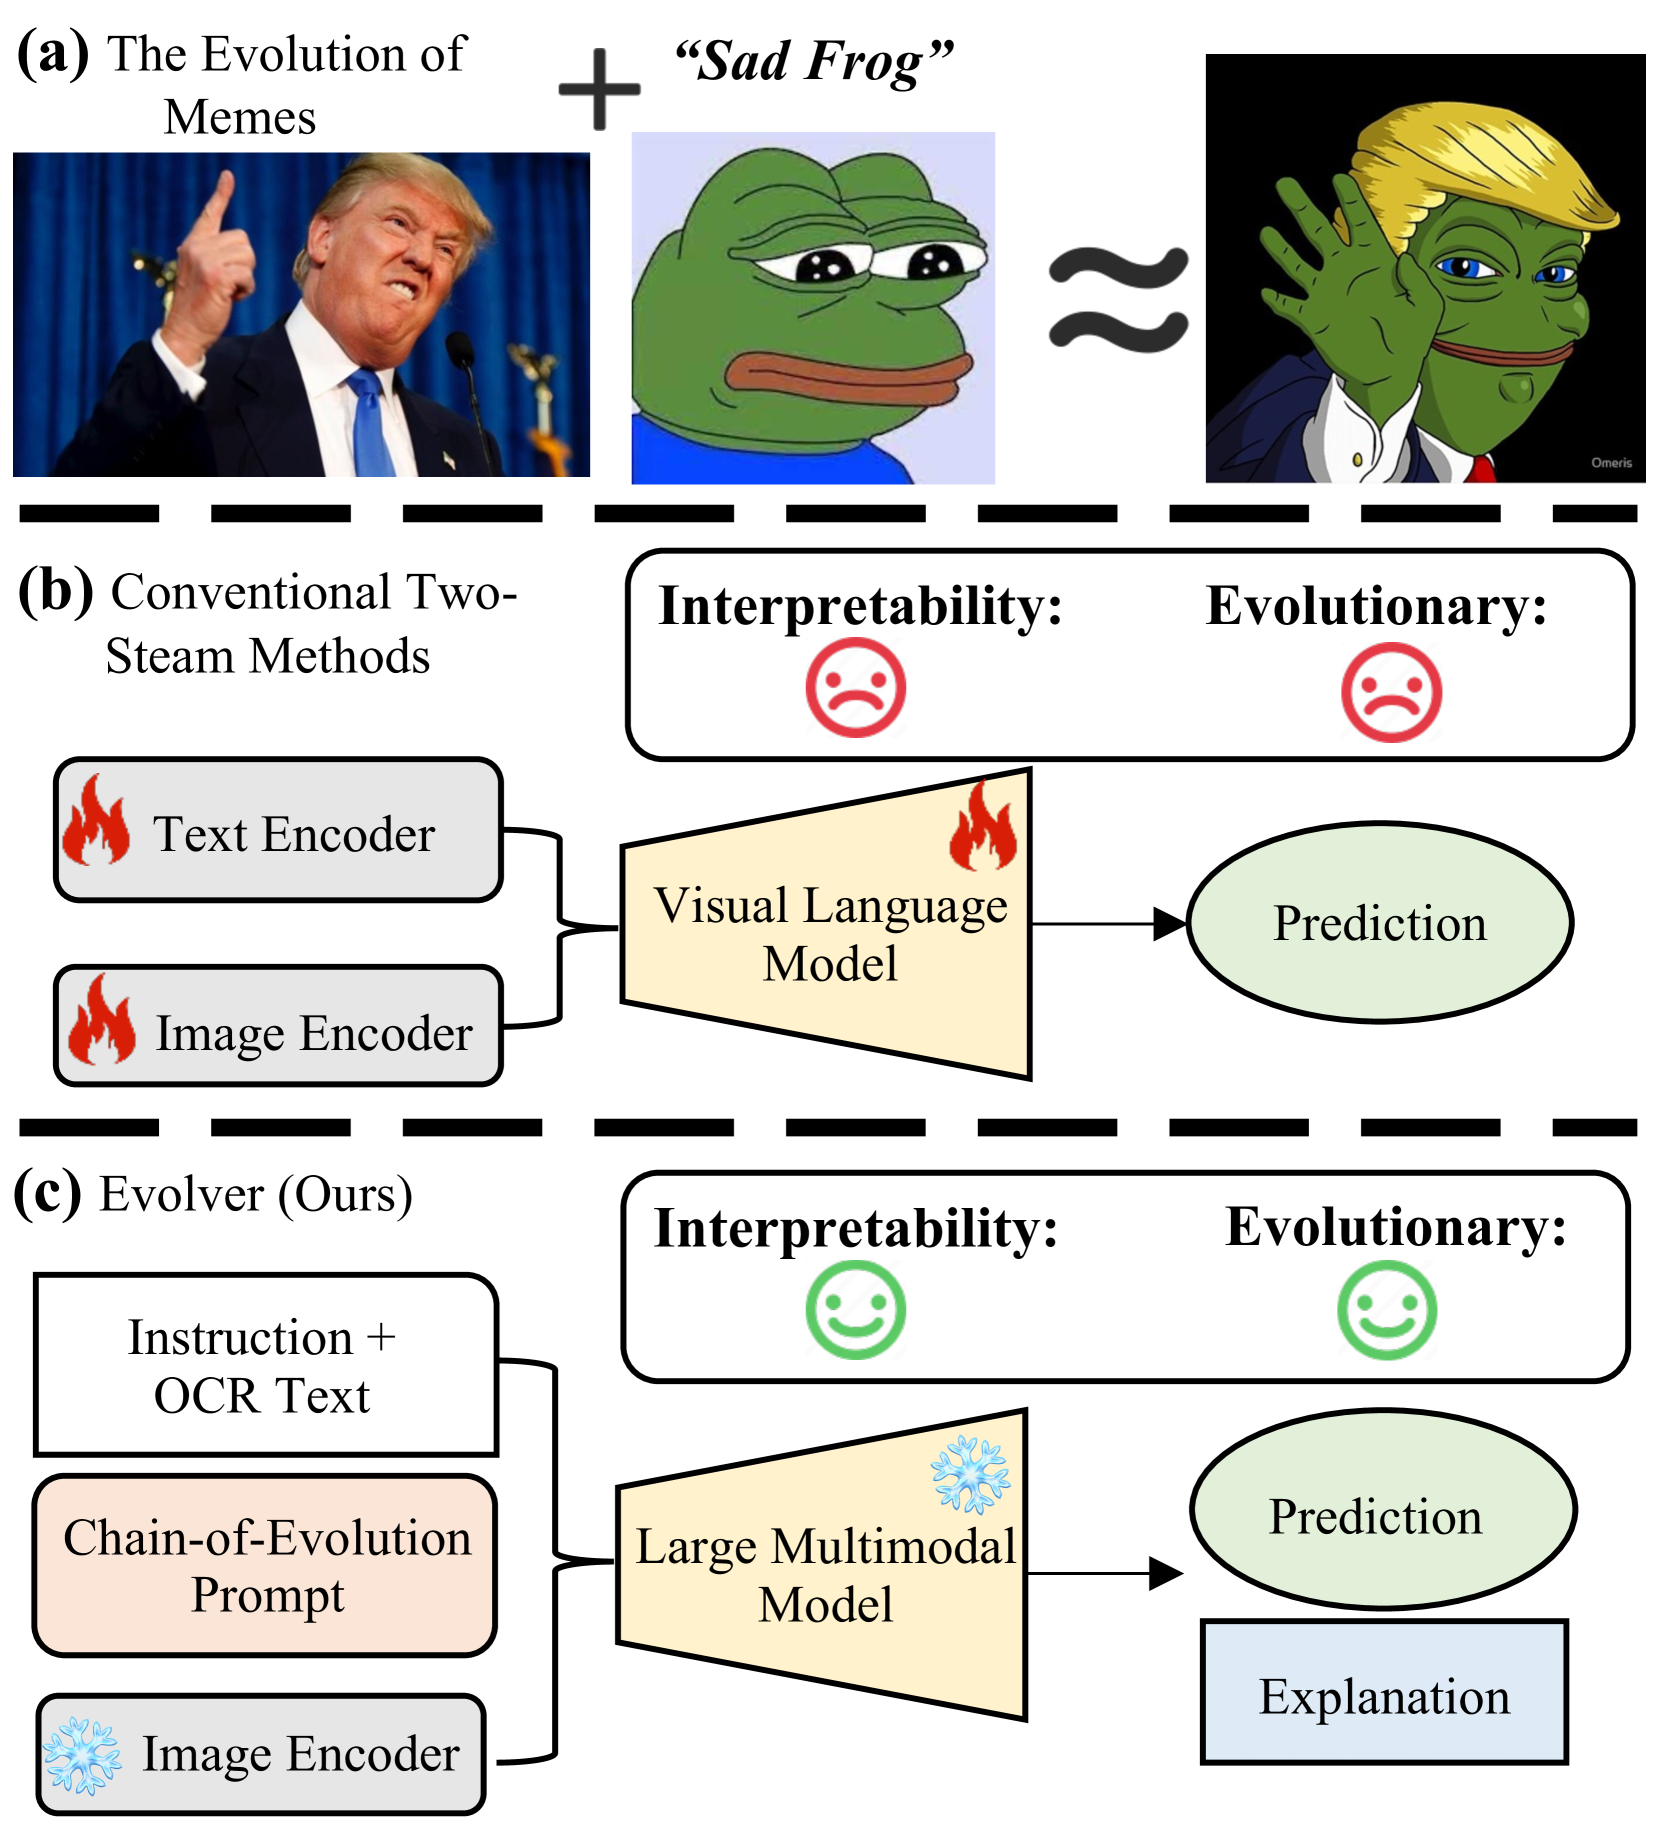 (a) The Evolution of
Memes
“Sad Frog”
Omeris
(b) Conventional Two-
Steam Methods
Interpretability:
Evolutionary:
Text Encoder
Image Encoder
Visual Language
Model
Prediction
(c) Evolver (Ours)
Interpretability:
Evolutionary:
Instruction +
OCR Text
Chain-of-Evolution
Prompt
Image Encoder
Large Multimodal
Model
Prediction
Explanation